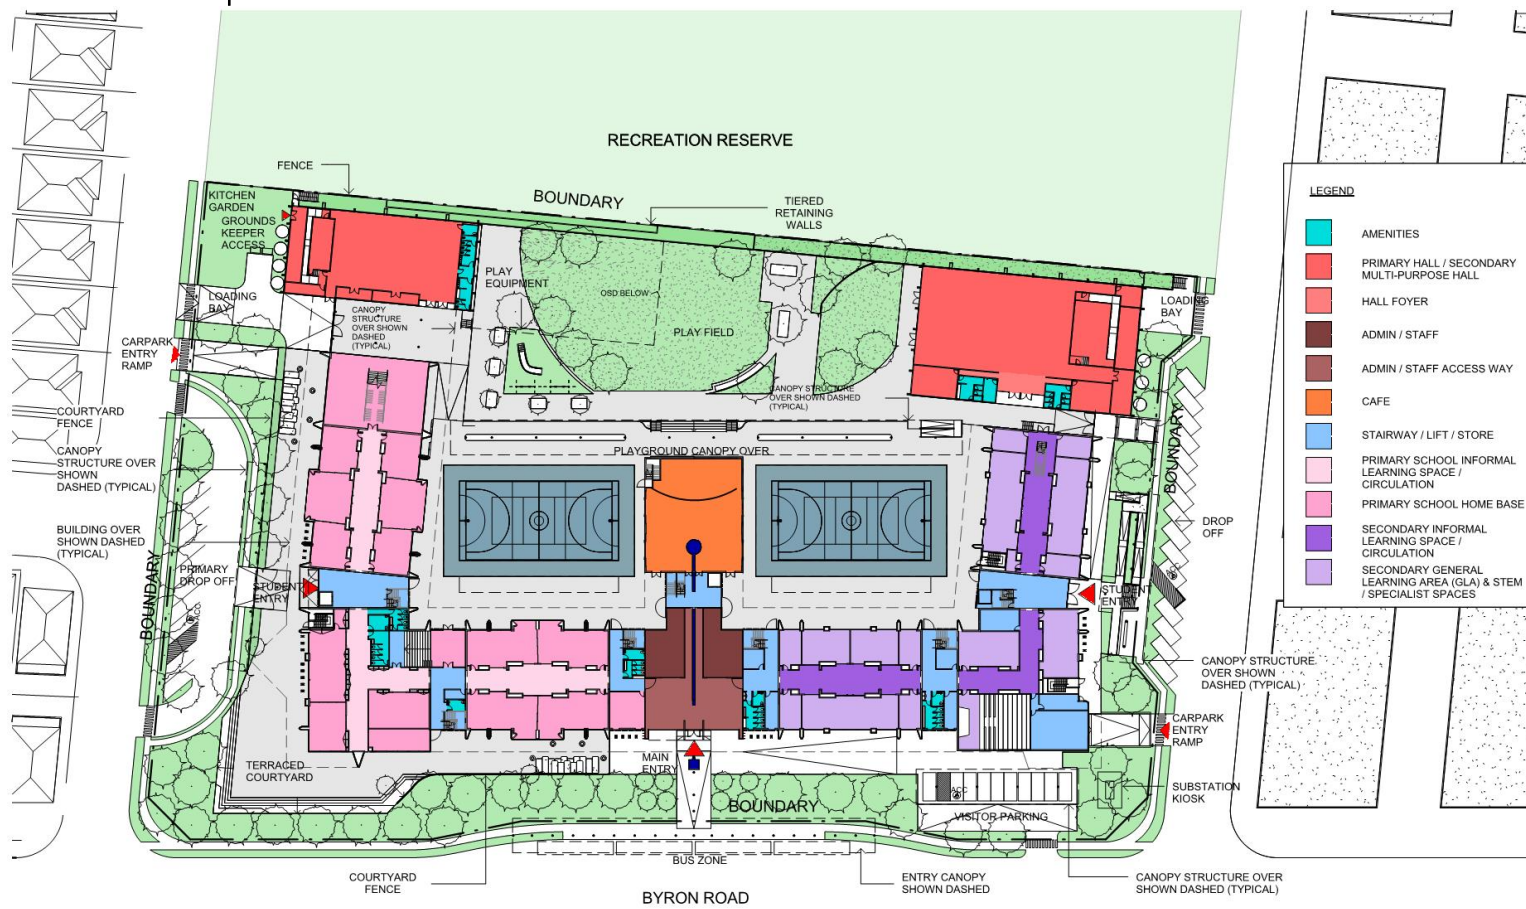 RECREATION RESERVE
FENCE
BOUNDARY
TIERED
RETAINING
WALLS
KITCHEN
GARDEN
GROUNDS
KEEPER
ACCESS
LOADING
BAY
PLAY
EQUIPMENT
OSD BELOW
PLAY FIELD
CANOPY
STRUCTURE
OVER SHOWN
DASHED
(TYPICAL)
LOADING
BAY
CARPARK
ENTRY
RAMP
CANOPY STRUCTURE
OVER SHOWN DASHED
(TYPICAL)
COURTYARD
FENCE
CANOPY
STRUCTURE OVER
SHOWN
DASHED (TYPICAL)
PLAYGROUND CANOPY OVER
BOUNDARY
BUILDING OVER
SHOWN DASHED
(TYPICAL)
DROP
OFF
BOUNDARY
PRIMARY
DROP OFF
STUDENT
ENTRY
ACC
STUDENT
ENTRY
ACC
CANOPY STRUCTURE
OVER SHOWN
DASHED (TYPICAL)
CARPARK
ENTRY
RAMP
TERRACED
COURTYARD
MAIN
ENTRY
BOUNDARY
ACC
VISITOR PARKING
SUBSTATION
KIOSK
BUS ZONE
COURTYARD
FENCE
ENTRY CANOPY
SHOWN DASHED
CANOPY STRUCTURE OVER
SHOWN DASHED (TYPICAL)
BYRON ROAD
LEGEND
AMENITIES
PRIMARY HALL / SECONDARY
MULTI-PURPOSE HALL
HALL FOYER
ADMIN / STAFF
ADMIN / STAFF ACCESS WAY
CAFE
STAIRWAY / LIFT / STORE
PRIMARY SCHOOL INFORMAL
LEARNING SPACE /
CIRCULATION
PRIMARY SCHOOL HOME BASE
SECONDARY INFORMAL
LEARNING SPACE /
CIRCULATION
SECONDARY GENERAL
LEARNING AREA (GLA) & STEM
/ SPECIALIST SPACES